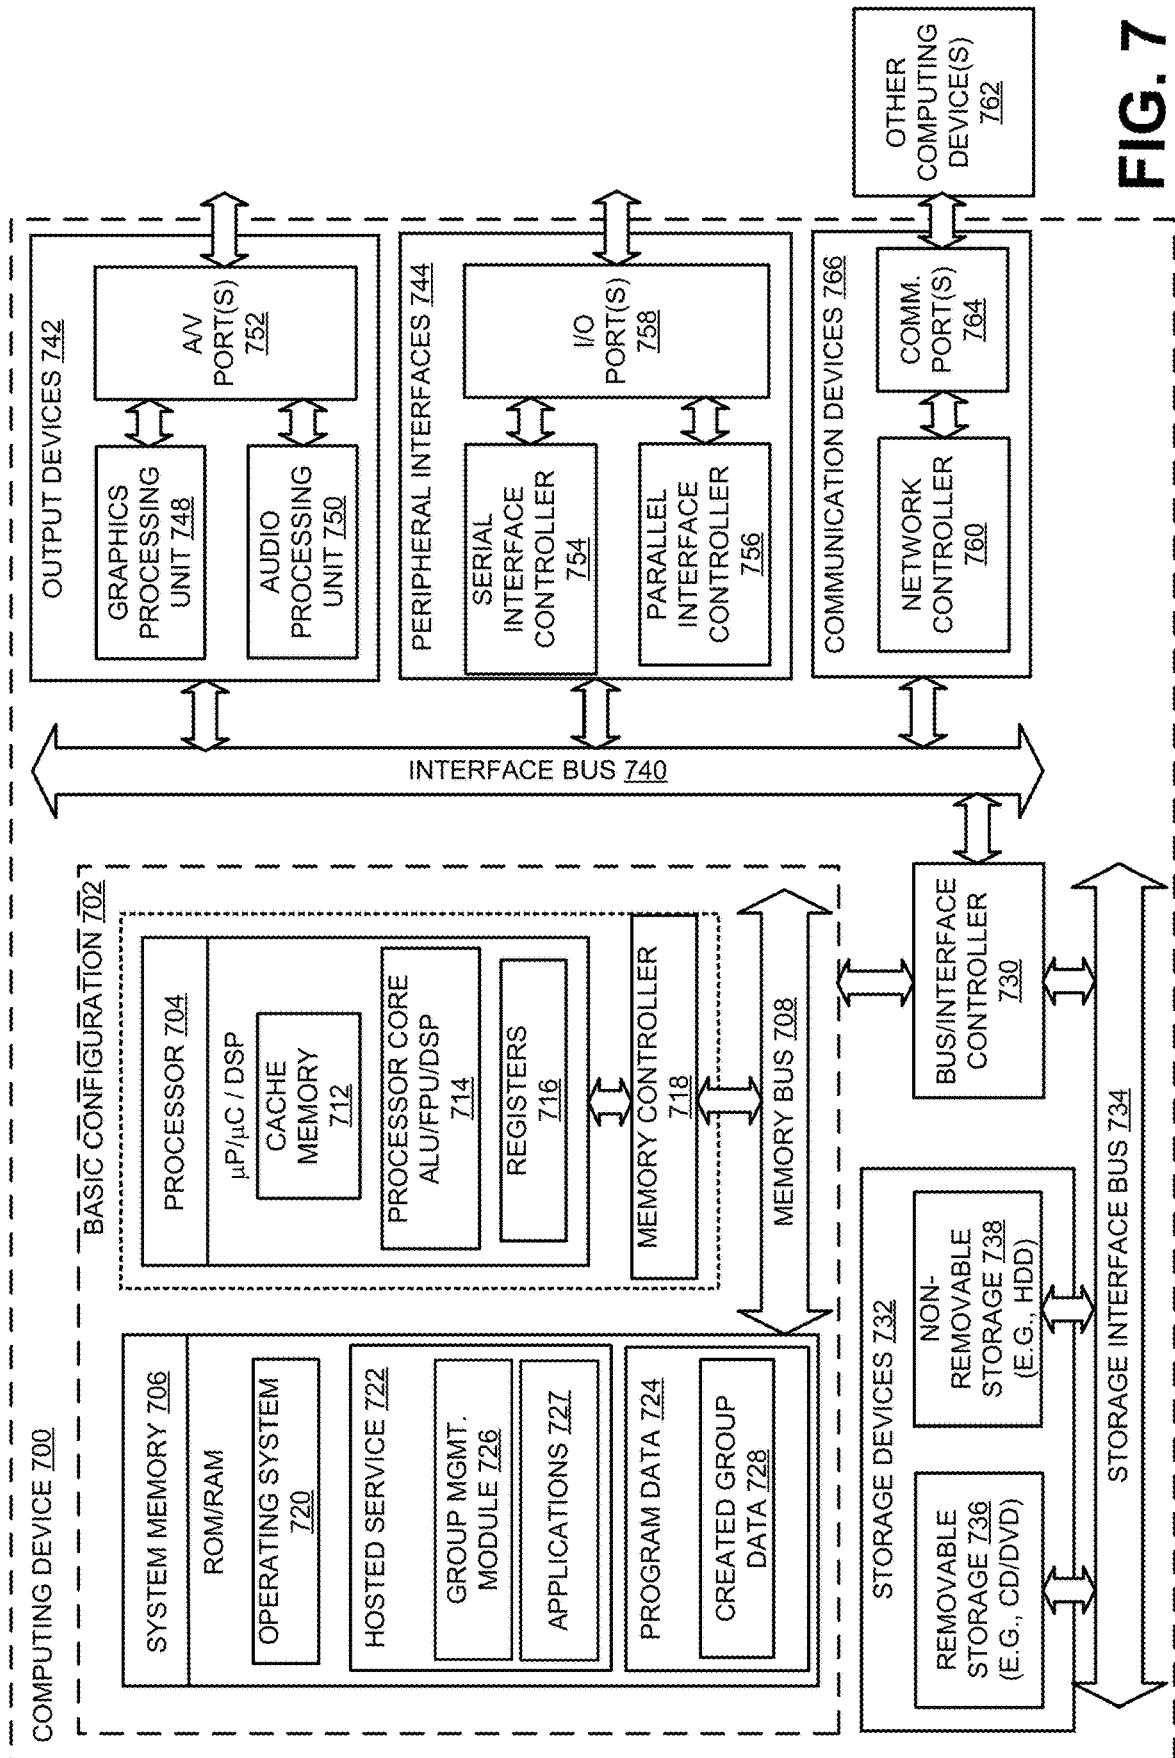 COMPUTING DEVICE 700
BASIC CONFIGURATION 702
SYSTEM MEMORY 706
ROM/RAM
OPERATING SYSTEM
720
HOSTED SERVICE 722
GROUP MGMT.
MODULE 726
APPLICATIONS 727
PROGRAM DATA 724
CREATED GROUP
DATA 728
PROCESSOR 704
µP/µC / DSP
CACHE
MEMORY
712
PROCESSOR CORE
ALU/FPU/DSP
714
REGISTERS
716
MEMORY CONTROLLER
718
MEMORY BUS 708
STORAGE DEVICES 732
REMOVABLE
STORAGE 736
(E.G., CD/DVD)
NON-
REMOVABLE
STORAGE 738
(E.G., HDD)
BUS/INTERFACE
CONTROLLER
730
STORAGE INTERFACE BUS 734
INTERFACE BUS 740
OUTPUT DEVICES 742
GRAPHICS
PROCESSING
UNIT 748
AUDIO
PROCESSING
UNIT 750
A/V
PORT(S)
752
PERIPHERAL INTERFACES 744
SERIAL
INTERFACE
CONTROLLER
754
PARALLEL
INTERFACE
CONTROLLER
756
I/O
PORT(S)
758
COMMUNICATION DEVICES 766
NETWORK
CONTROLLER
760
COMM.
PORT(S)
764
OTHER
COMPUTING
DEVICE(S)
762
FIG. 7